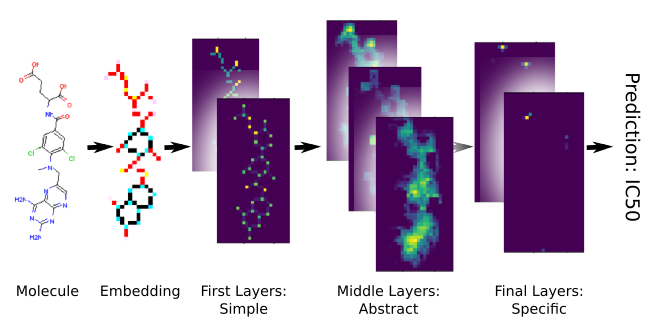 OH
O
OH
O
NH
O
Cl
Cl
N
N
N
H2N
N
N
H2N
Prediction: IC50
Molecule
Embedding
First Layers:
Simple
Middle Layers:
Abstract
Final Layers:
Specific